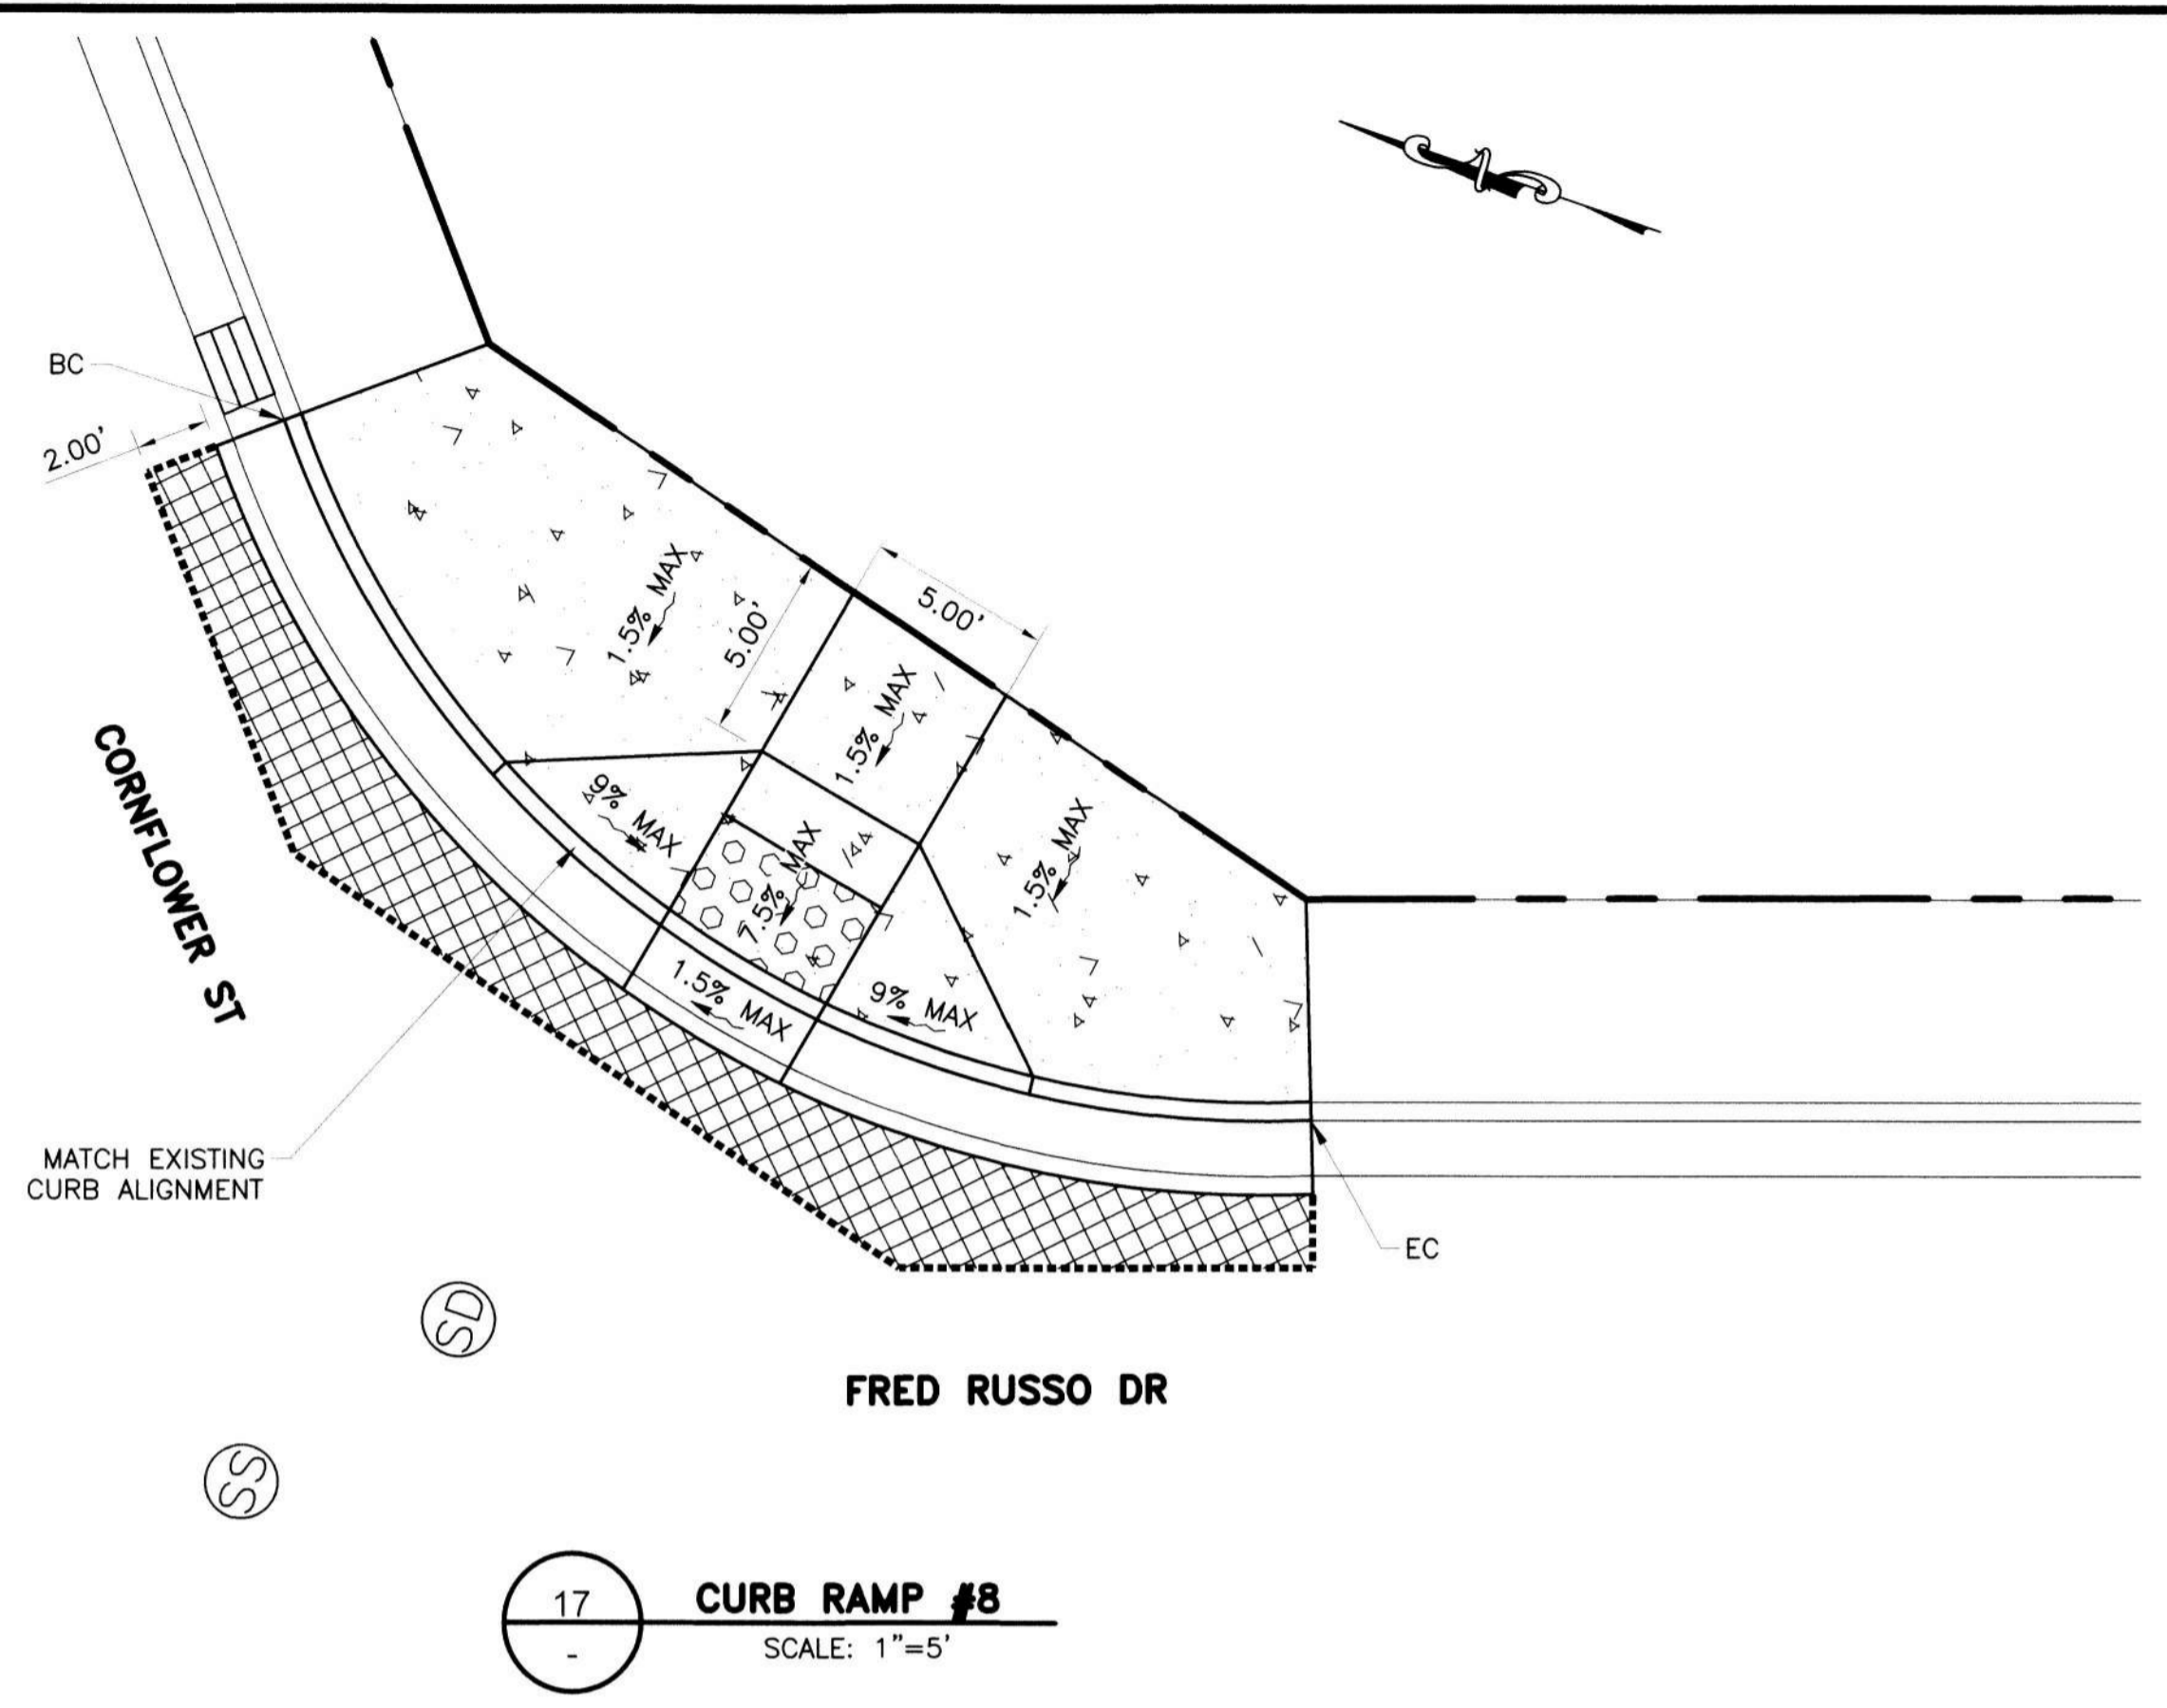 BC
2.00'
1.5% MAX
5.00'
5.00'
1.5% MAX
9% MAX
7.5% MAX
1.5% MAX
1.5% MAX
9% MAX
CORNFLOWER ST
MATCH EXISTING
CURB ALIGNMENT
EC
SD
FRED RUSSO DR
SS
17
-
CURB RAMP #8
SCALE: 1"=5'